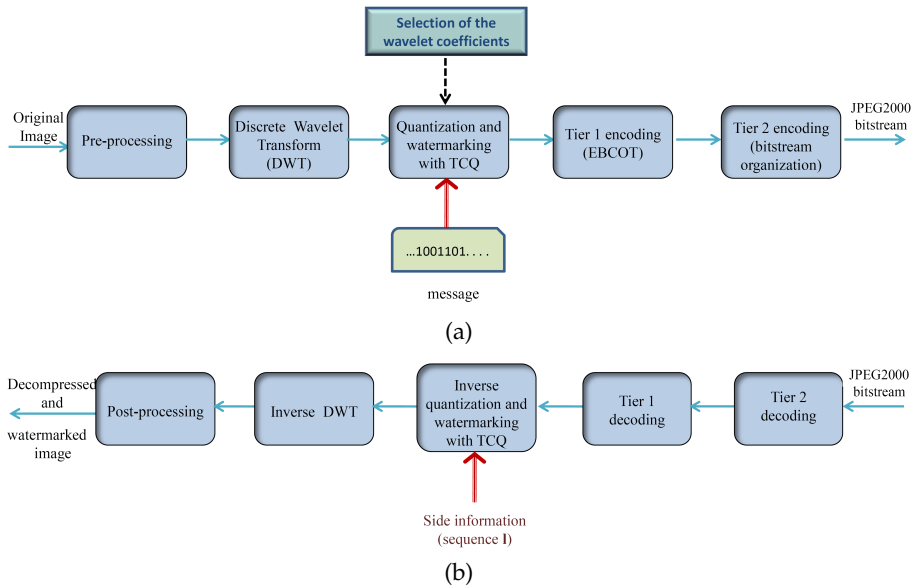 Selection of the
wavelet coefficients
Original
Image
Pre-processing
Discrete Wavelet
Transform
(DWT)
Quantization and
watermarking
with TCQ
Tier 1 encoding
(EBCOT)
Tier 2 encoding
(bitstream
organization)
JPEG2000
bitstream
...1001101. . . .
message
(a)
Decompressed
and
watermarked
image
Post-processing
Inverse DWT
Inverse
quantization and
watermarking
with TCQ
Tier 1
decoding
Tier 2
decoding
JPEG2000
bitstream
Side information
(sequence l)
(b)